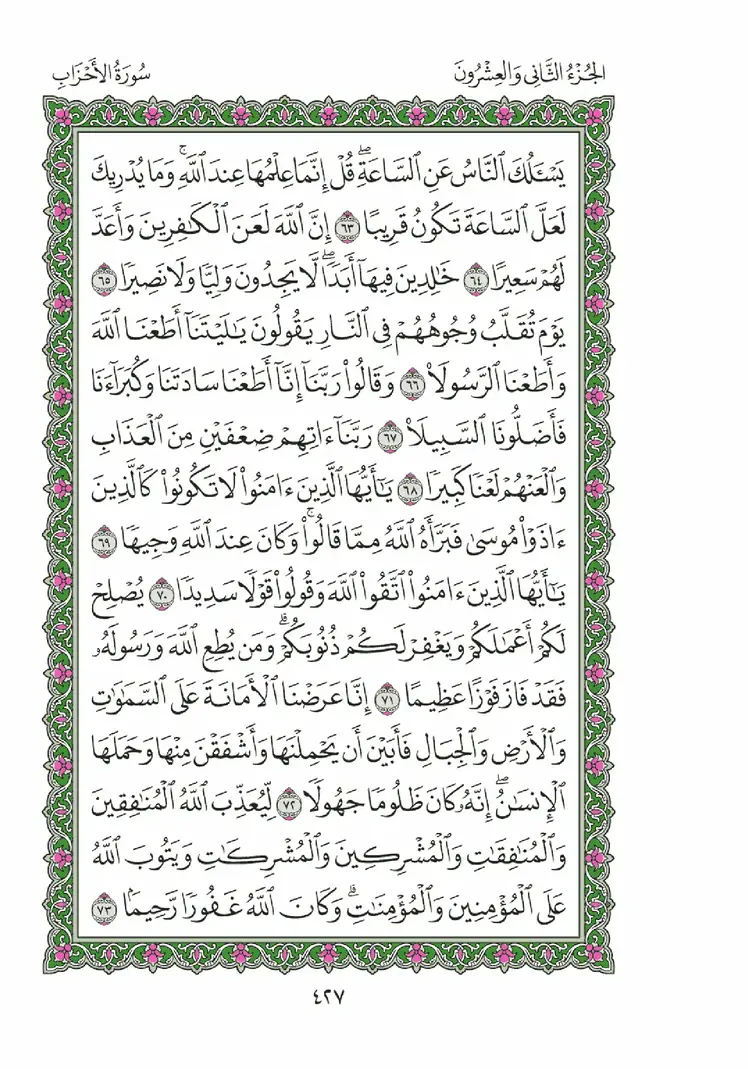 الجُزْءُ الثَّانِي وَالعِشْرُونَ
سُورَةُ الأَحْزَابِ
يَسْـَٔلُكَ ٱلنَّاسُ عَنِ ٱلسَّاعَةِۖ قُلْ إِنَّمَا عِلْمُهَا عِندَ ٱللَّهِۚ وَمَا يُدْرِيكَ
لَعَلَّ ٱلسَّاعَةَ تَكُونُ قَرِيبًا ٦٣ إِنَّ ٱللَّهَ لَعَنَ ٱلْكَٰفِرِينَ وَأَعَدَّ
لَهُمْ سَعِيرًا ٦٤ خَٰلِدِينَ فِيهَآ أَبَدًاۖ لَّا يَجِدُونَ وَلِيًّا وَلَا نَصِيرًا ٦٥
يَوْمَ تُقَلَّبُ وُجُوهُهُمْ فِى ٱلنَّارِ يَقُولُونَ يَٰلَيْتَنَآ أَطَعْنَا ٱللَّهَ
وَأَطَعْنَا ٱلرَّسُولَا۠ ٦٦ وَقَالُوا۟ رَبَّنَآ إِنَّآ أَطَعْنَا سَادَتَنَا وَكُبَرَآءَنَا
فَأَضَلُّونَا ٱلسَّبِيلَا۠ ٦٧ رَبَّنَآ ءَاتِهِمْ ضِعْفَيْنِ مِنَ ٱلْعَذَابِ
وَٱلْعَنْهُمْ لَعْنًا كَبِيرًا ٦٨ يَٰٓأَيُّهَا ٱلَّذِينَ ءَامَنُوا۟ لَا تَكُونُوا۟ كَٱلَّذِينَ
ءَاذَوْا۟ مُوسَىٰ فَبَرَّأَهُ ٱللَّهُ مِمَّا قَالُوا۟ۚ وَكَانَ عِندَ ٱللَّهِ وَجِيهًا ٦٩
يَٰٓأَيُّهَا ٱلَّذِينَ ءَامَنُوا۟ ٱتَّقُوا۟ ٱللَّهَ وَقُولُوا۟ قَوْلًا سَدِيدًا ٧٠ يُصْلِحْ
لَكُمْ أَعْمَٰلَكُمْ وَيَغْفِرْ لَكُمْ ذُنُوبَكُمْۗ وَمَن يُطِعِ ٱللَّهَ وَرَسُولَهُۥ
فَقَدْ فَازَ فَوْزًا عَظِيمًا ٧١ إِنَّا عَرَضْنَا ٱلْأَمَانَةَ عَلَى ٱلسَّمَٰوَٰتِ
وَٱلْأَرْضِ وَٱلْجِبَالِ فَأَبَيْنَ أَن يَحْمِلْنَهَا وَأَشْفَقْنَ مِنْهَا وَحَمَلَهَا
ٱلْإِنسَٰنُۖ إِنَّهُۥ كَانَ ظَلُومًا جَهُولًا ٧٢ لِّيُعَذِّبَ ٱللَّهُ ٱلْمُنَٰفِقِينَ
وَٱلْمُنَٰفِقَٰتِ وَٱلْمُشْرِكِينَ وَٱلْمُشْرِكَٰتِ وَيَتُوبَ ٱللَّهُ
عَلَى ٱلْمُؤْمِنِينَ وَٱلْمُؤْمِنَٰتِۗ وَكَانَ ٱللَّهُ غَفُورًا رَّحِيمًۢا ٧٣
٤٢٧